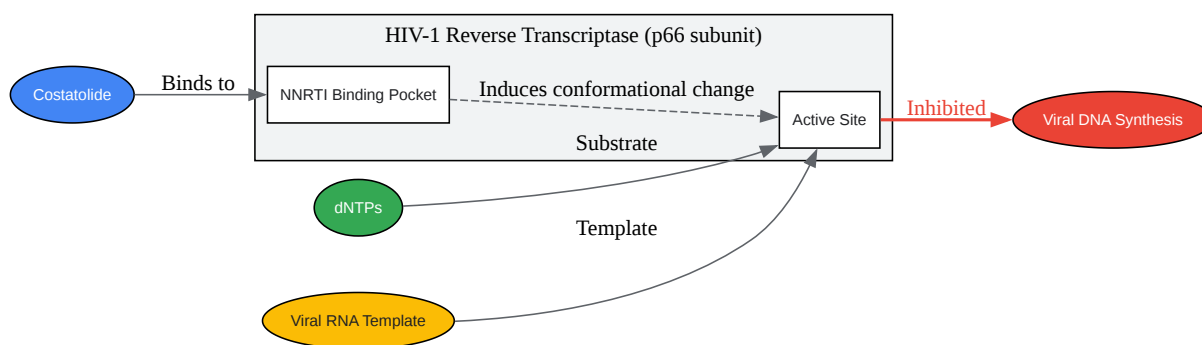 HIV-1 Reverse Transcriptase (p66 subunit)
Costatolide
Binds to
NNRTI Binding Pocket
Induces conformational change
Active Site
Inhibited
Viral DNA Synthesis
Substrate
dNTPs
Template
Viral RNA Template